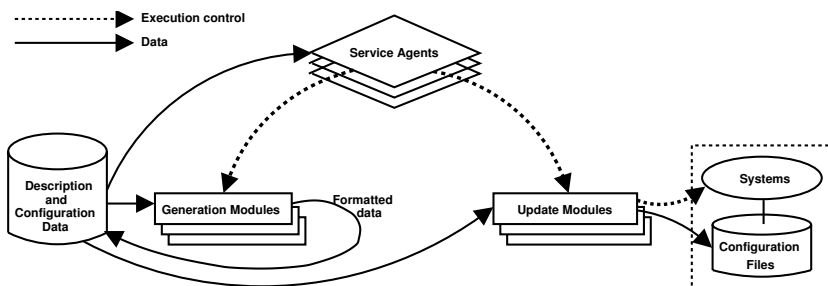 Execution control
Data
Service Agents
Description
and
Configuration
Data
Generation Modules
Formatted
data
Update Modules
Systems
Configuration
Files